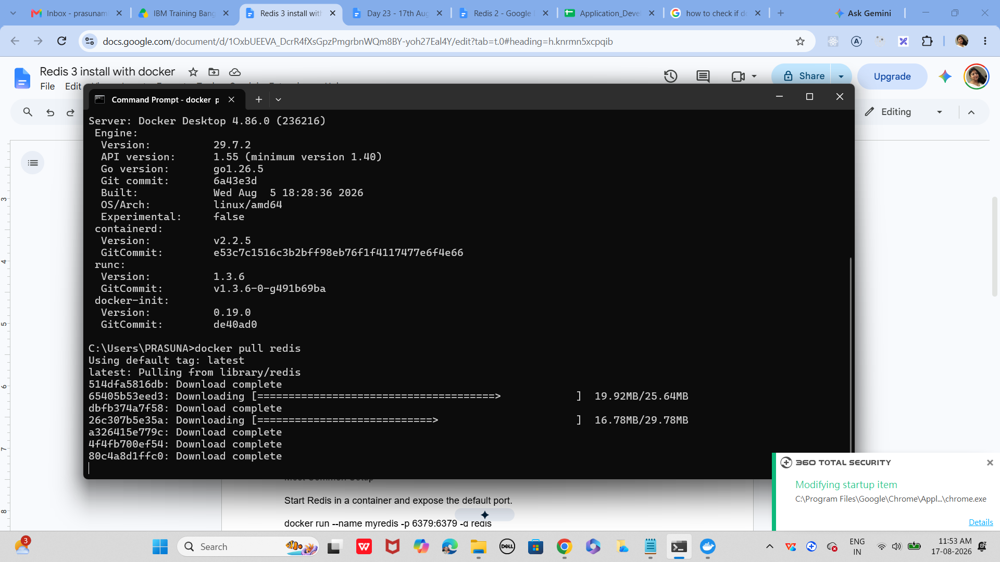 Inbox - prasunam
IBM Training Bang
Redis 3 install with
Day 23 - 17th Aug
Redis 2 - Google
Application_Deve
how to check if do
Ask Gemini
docs.google.com/document/d/1OxbUEEVA_DcrR4fXsGpzPmgrbnWQm8BY-yoh27Eal4Y/edit?tab=t.0#heading=h.knrmn5xcpqib
Redis 3 install with docker
File Edit
Share
Upgrade
Editing
Command Prompt - docker p
Server: Docker Desktop 4.86.0 (236216)
Engine:
Version: 29.7.2
API version: 1.55 (minimum version 1.40)
Go version: go1.26.5
Git commit: 6a43e3d
Built: Wed Aug 5 18:28:36 2026
OS/Arch: linux/amd64
Experimental: false
containerd:
Version: v2.2.5
GitCommit: e53c7c1516c3b2bff98eb76f1f4117477e6f4e66
runc:
Version: 1.3.6
GitCommit: v1.3.6-0-g491b69ba
docker-init:
Version: 0.19.0
GitCommit: de40ad0
C:\Users\PRASUNA>docker pull redis
Using default tag: latest
latest: Pulling from library/redis
514dfa5816db: Download complete
65405b53eed3: Downloading [======================================> ] 19.92MB/25.64MB
dbfb374a7f58: Download complete
26c307b5e35a: Downloading [============================> ] 16.78MB/29.78MB
a326415e779c: Download complete
4f4fb700ef54: Download complete
80c4a8d1ffc0: Download complete
3
4
5
6
7
8
Start Redis in a container and expose the default port.
docker run --name myredis -p 6379:6379 -d redis
360 TOTAL SECURITY
Modifying startup item
C:\Program Files\Google\Chrome\Appl...\chrome.exe
Details
3
Search
DELL
ENG
IN
11:53 AM
17-08-2026